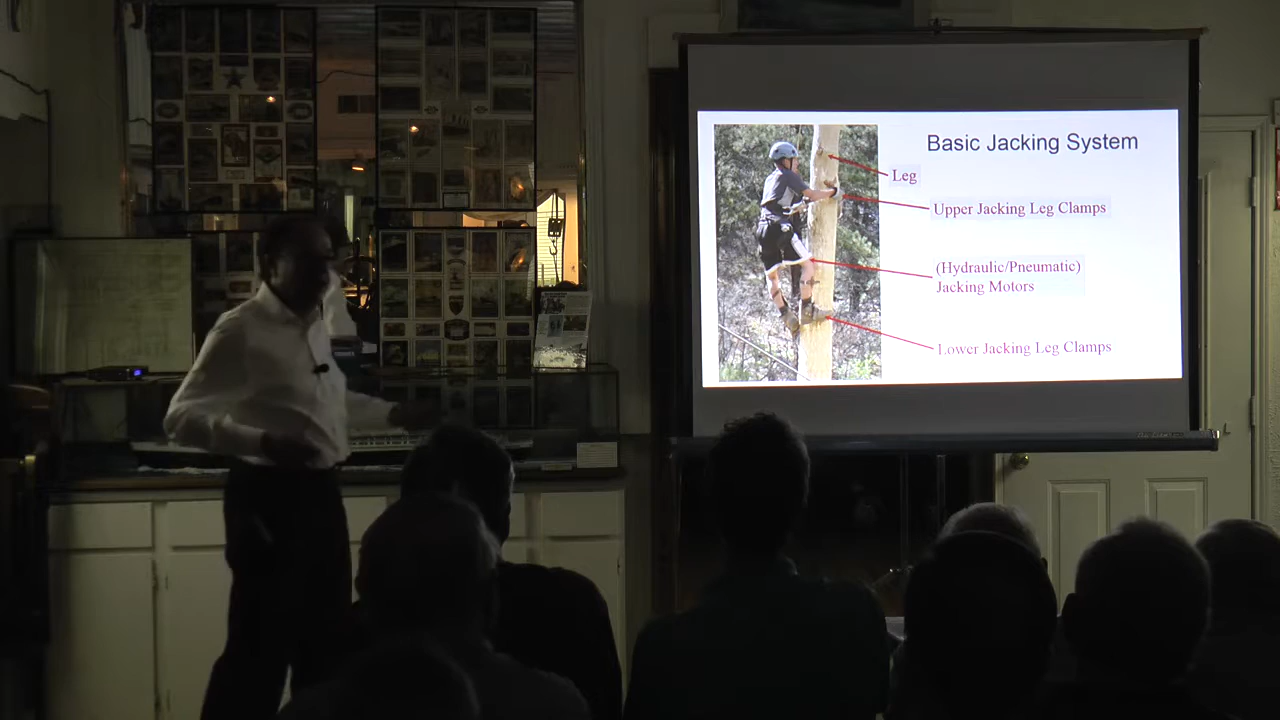 Basic Jacking System
Leg
Upper Jacking Leg Clamps
(Hydraulic/Pneumatic)
Jacking Motors
Lower Jacking Leg Clamps